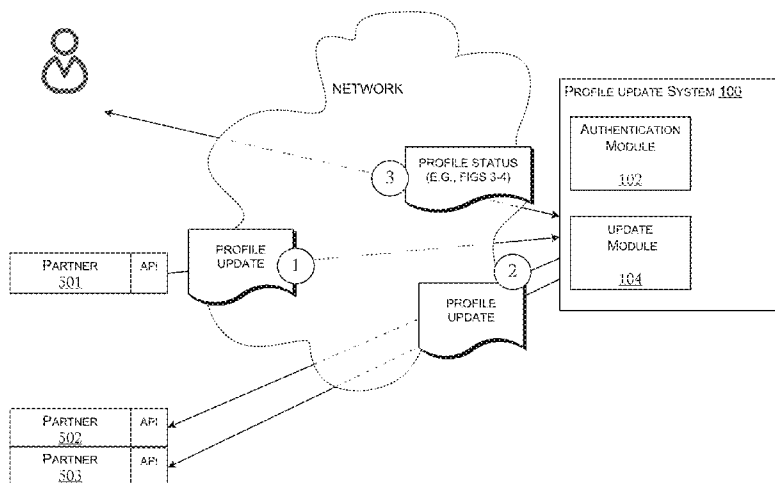 NETWORK
PROFILE UPDATE SYSTEM 100
AUTHENTICATION
MODULE
102
PROFILE STATUS
(E.G., FIGS 3-4)
3
UPDATE
MODULE
104
PROFILE
UPDATE
1
PARTNER
501
API
2
PROFILE
UPDATE
PARTNER
502
API
PARTNER
503
API